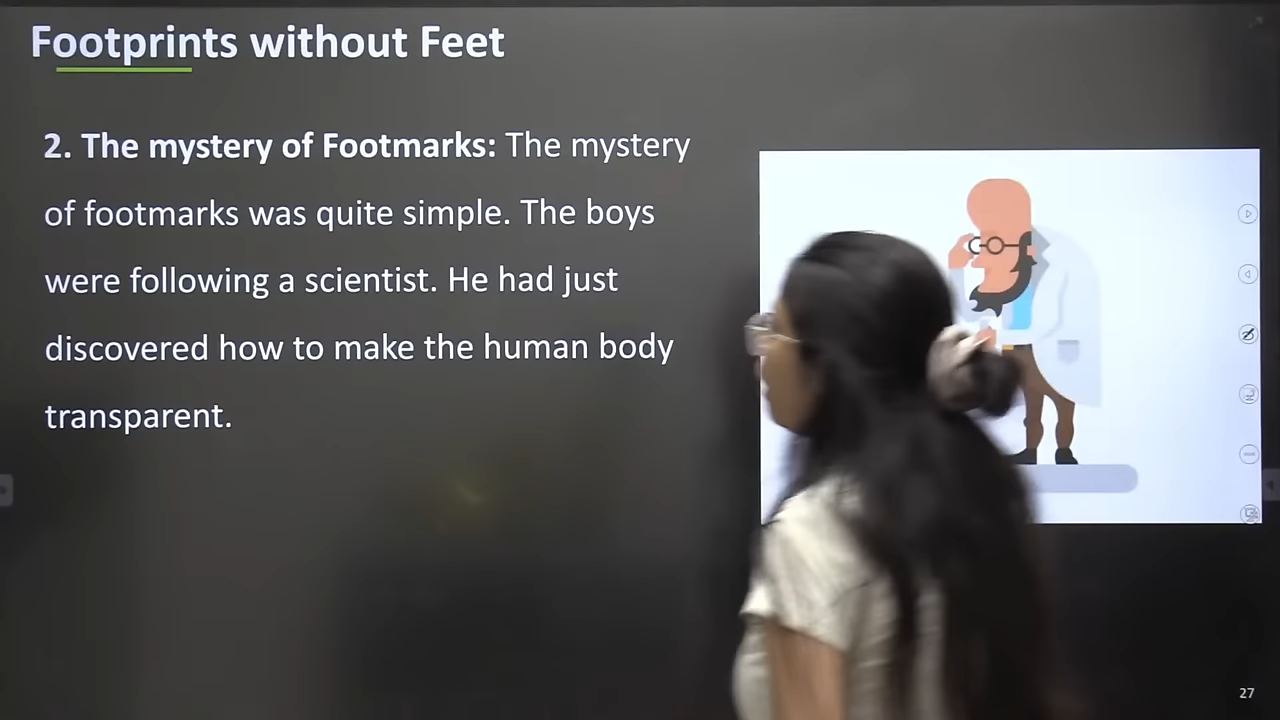 Footprints without Feet
2. The mystery of Footmarks: The mystery
of footmarks was quite simple. The boys
were following a scientist. He had just
discovered how to make the human body
transparent.
27